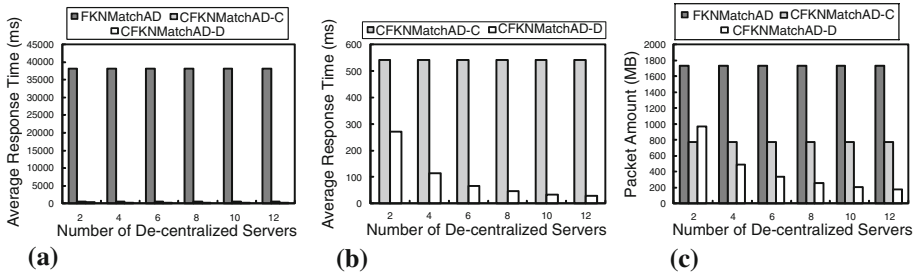 FKNMatchAD CFKNMatchAD-C
CFKNMatchAD-D
Average Response Time (ms)
45000
40000
35000
30000
25000
20000
15000
10000
5000
0
2 4 6 8 10 12
Number of De-centralized Servers
(a)
CFKNMatchAD-C CFKNMatchAD-D
Average Response Time (ms)
600
500
400
300
200
100
0
2 4 6 8 10 12
Number of De-centralized Servers
(b)
FKNMatchAD CFKNMatchAD-C
CFKNMatchAD-D
Packet Amount (MB)
2000
1800
1600
1400
1200
1000
800
600
400
200
0
2 4 6 8 10 12
Number of De-centralized Servers
(c)